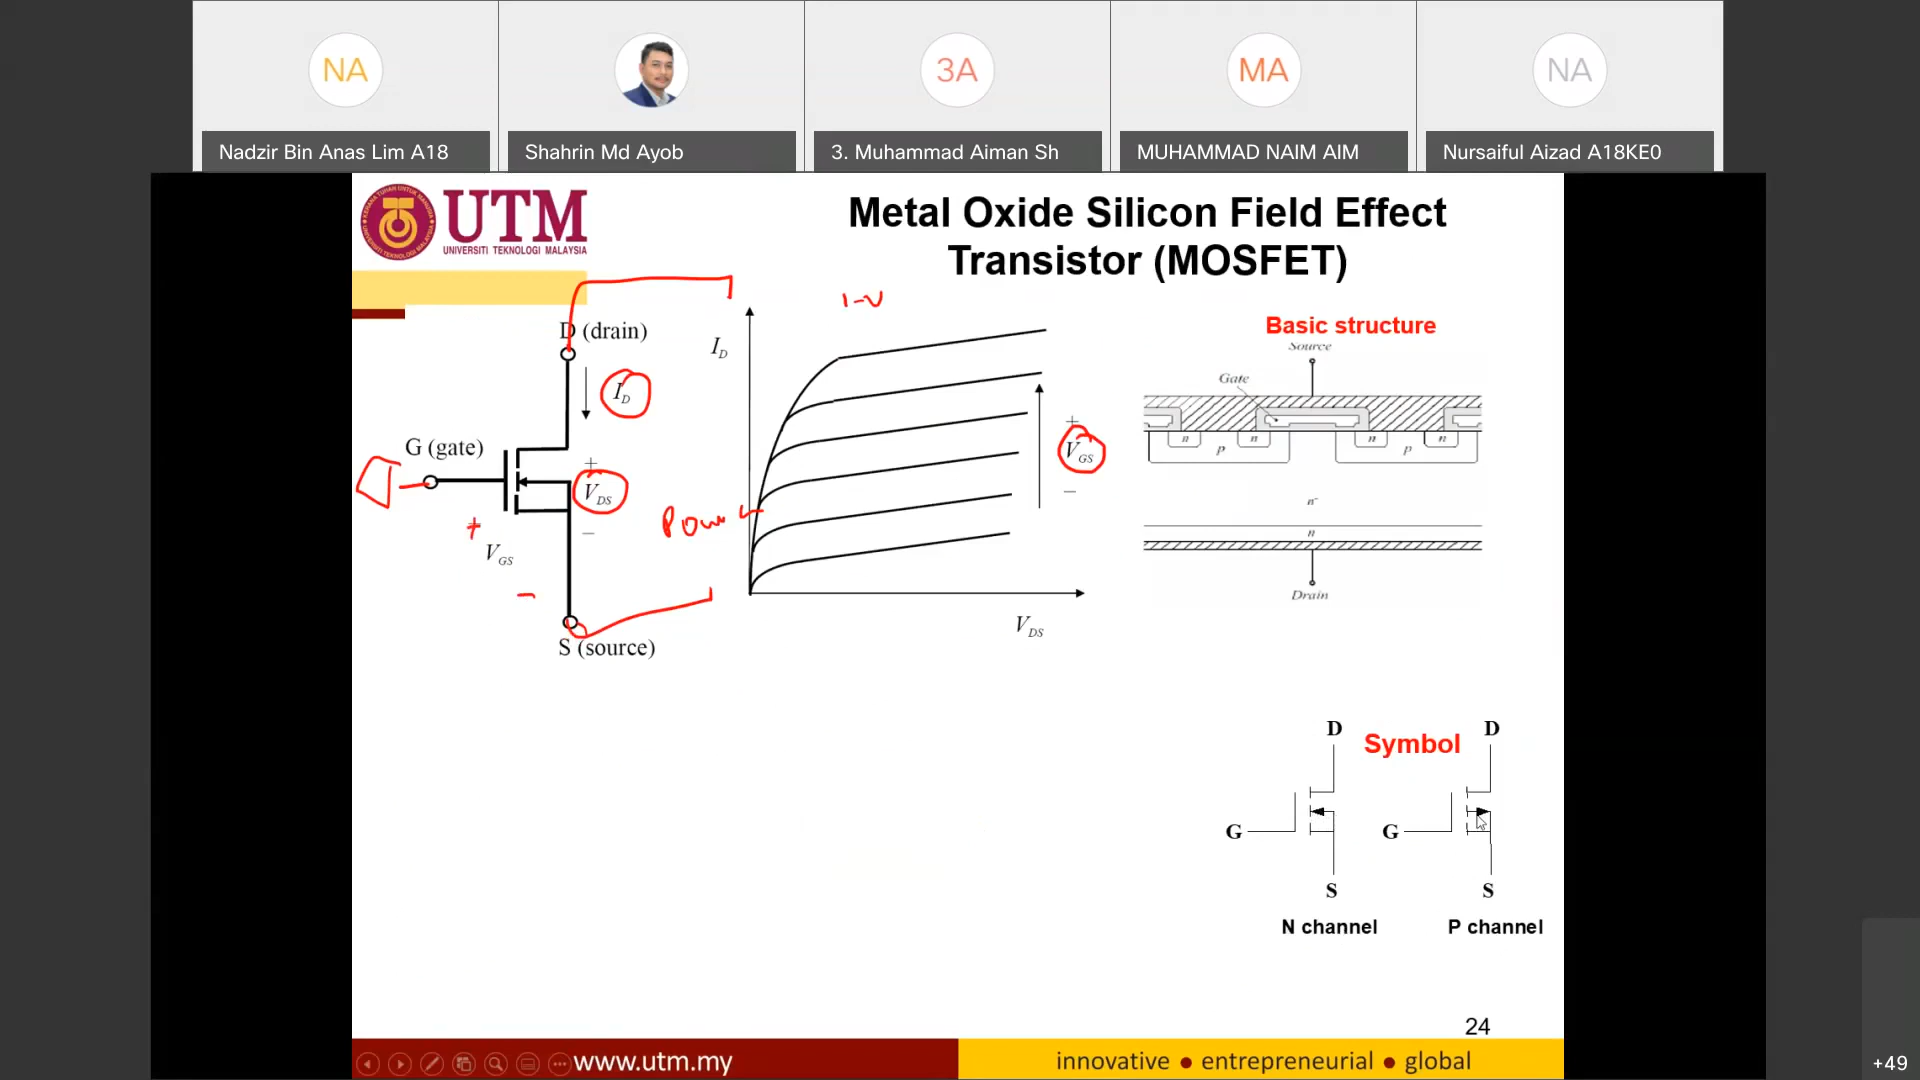 NA
3A
MA
NA
Nadzir Bin Anas Lim A18
Shahrin Md Ayob
3. Muhammad Aiman Sh
MUHAMMAD NAIM AIM
Nursaiful Aizad A18KE0
UTM
UNIVERSITI TEKNOLOGI MALAYSIA
Metal Oxide Silicon Field Effect
Transistor (MOSFET)
I-V
D (drain)
I_D
I_D
G (gate)
+
V_DS
−
+
V_GS
−
S (source)
Power
+
V_GS
−
V_DS
Basic structure
Source
Gate
n
n
n
n
p
p
n⁻
n
Drain
Symbol
D
D
G
G
S
S
N channel
P channel
24
www.utm.my
innovative ● entrepreneurial ● global
+49